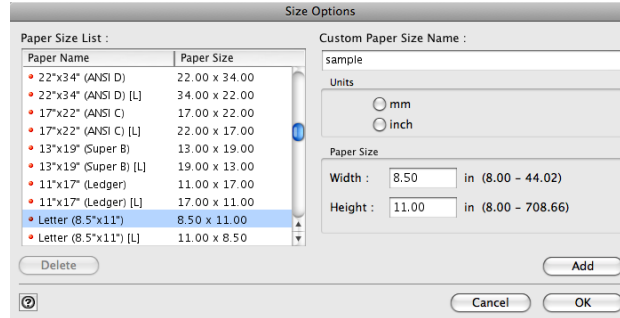 Size Options
Paper Size List :
Paper Name Paper Size
22"x34" (ANSI D) 22.00 x 34.00
22"x34" (ANSI D) [L] 34.00 x 22.00
17"x22" (ANSI C) 17.00 x 22.00
17"x22" (ANSI C) [L] 22.00 x 17.00
13"x19" (Super B) 13.00 x 19.00
13"x19" (Super B) [L] 19.00 x 13.00
11"x17" (Ledger) 11.00 x 17.00
11"x17" (Ledger) [L] 17.00 x 11.00
Letter (8.5"x11") 8.50 x 11.00
Letter (8.5"x11") [L] 11.00 x 8.50
Delete
Custom Paper Size Name :
sample
Units
mm
inch
Paper Size
Width : 8.50 in (8.00 - 44.02)
Height : 11.00 in (8.00 - 708.66)
Add
?
Cancel OK